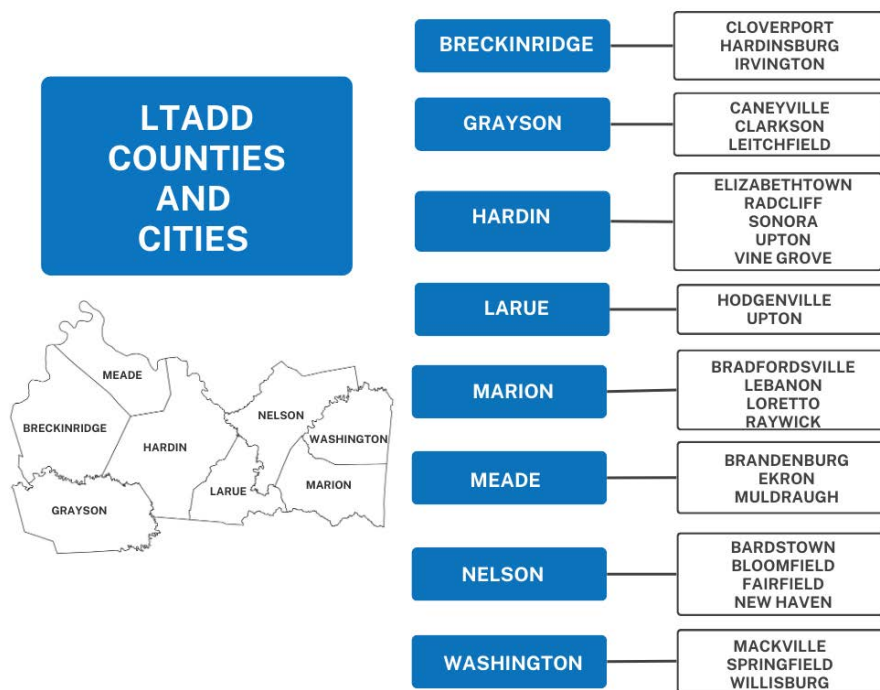 LTADD
COUNTIES
AND
CITIES
BRECKINRIDGE
CLOVERPORT
HARDINSBURG
IRVINGTON
GRAYSON
CANEYVILLE
CLARKSON
LEITCHFIELD
HARDIN
ELIZABETHTOWN
RADCLIFF
SONORA
UPTON
VINE GROVE
LARUE
HODGENVILLE
UPTON
MARION
BRADFORDSVILLE
LEBANON
LORETTO
RAYWICK
MEADE
BRANDENBURG
EKRON
MULDRAUGH
NELSON
BARDSTOWN
BLOOMFIELD
FAIRFIELD
NEW HAVEN
WASHINGTON
MACKVILLE
SPRINGFIELD
WILLISBURG
MEADE
BRECKINRIDGE
HARDIN
NELSON
WASHINGTON
LARUE
MARION
GRAYSON